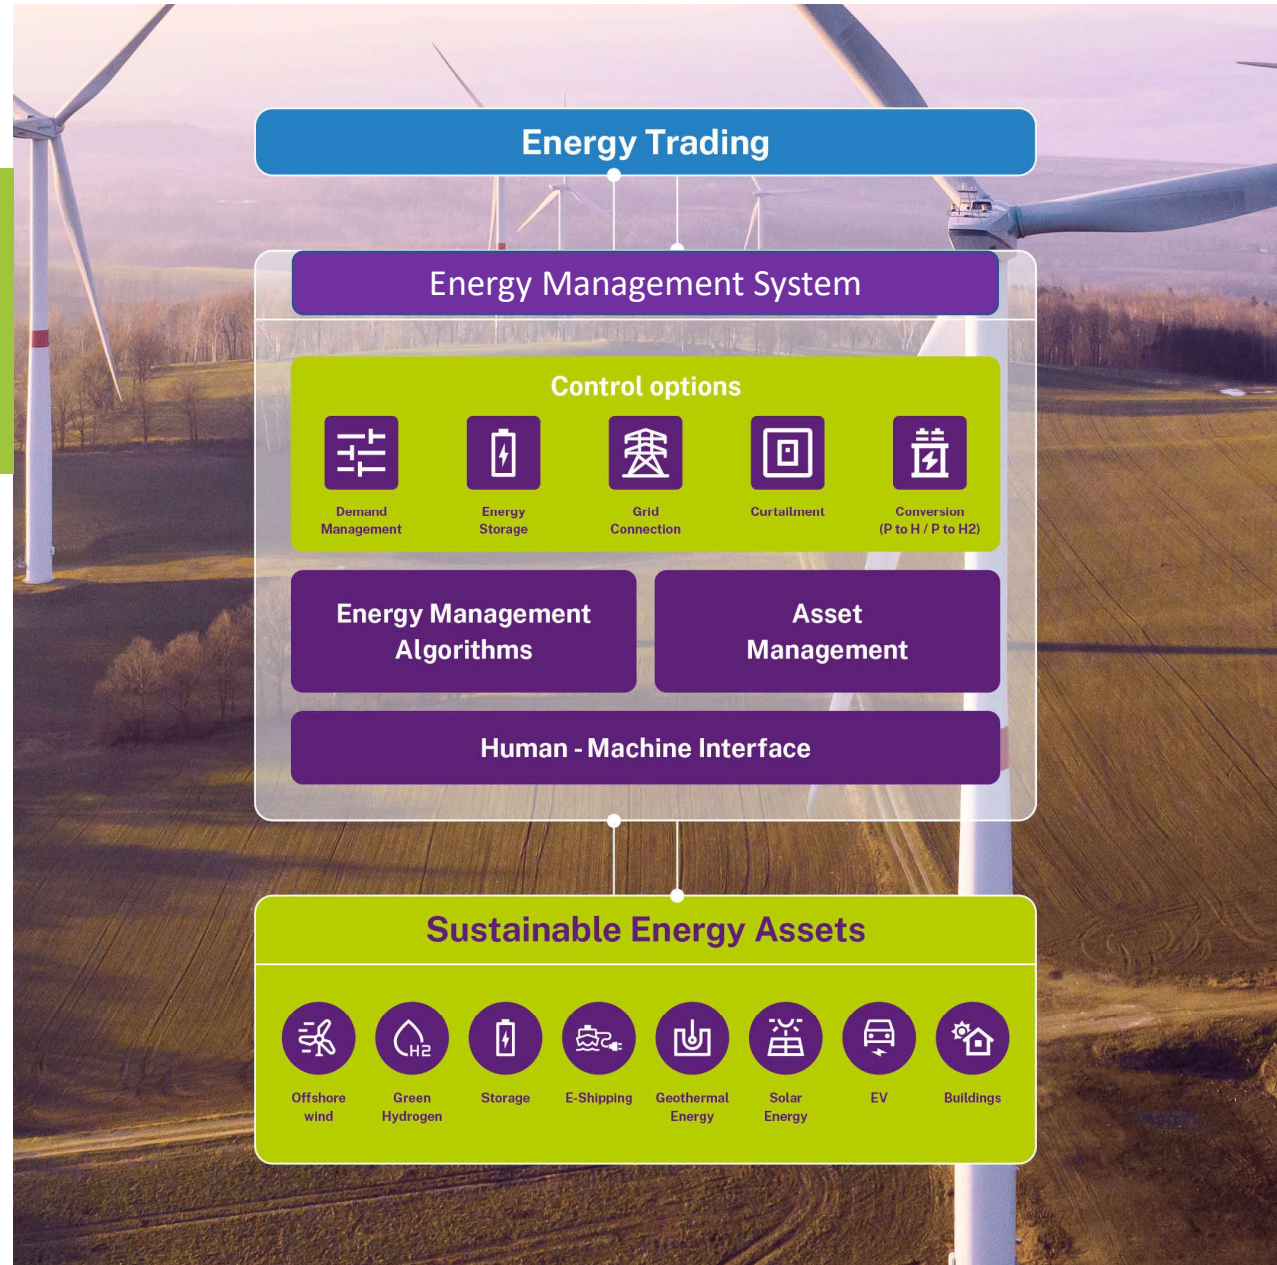 Energy Trading
Energy Management System
Control options
Demand
Management
Energy
Storage
Grid
Connection
Curtailment
Conversion
(P to H / P to H2)
Energy Management
Algorithms
Asset
Management
Human - Machine Interface
Sustainable Energy Assets
H2
Offshore
wind
Green
Hydrogen
Storage
E-Shipping
Geothermal
Energy
Solar
Energy
EV
Buildings